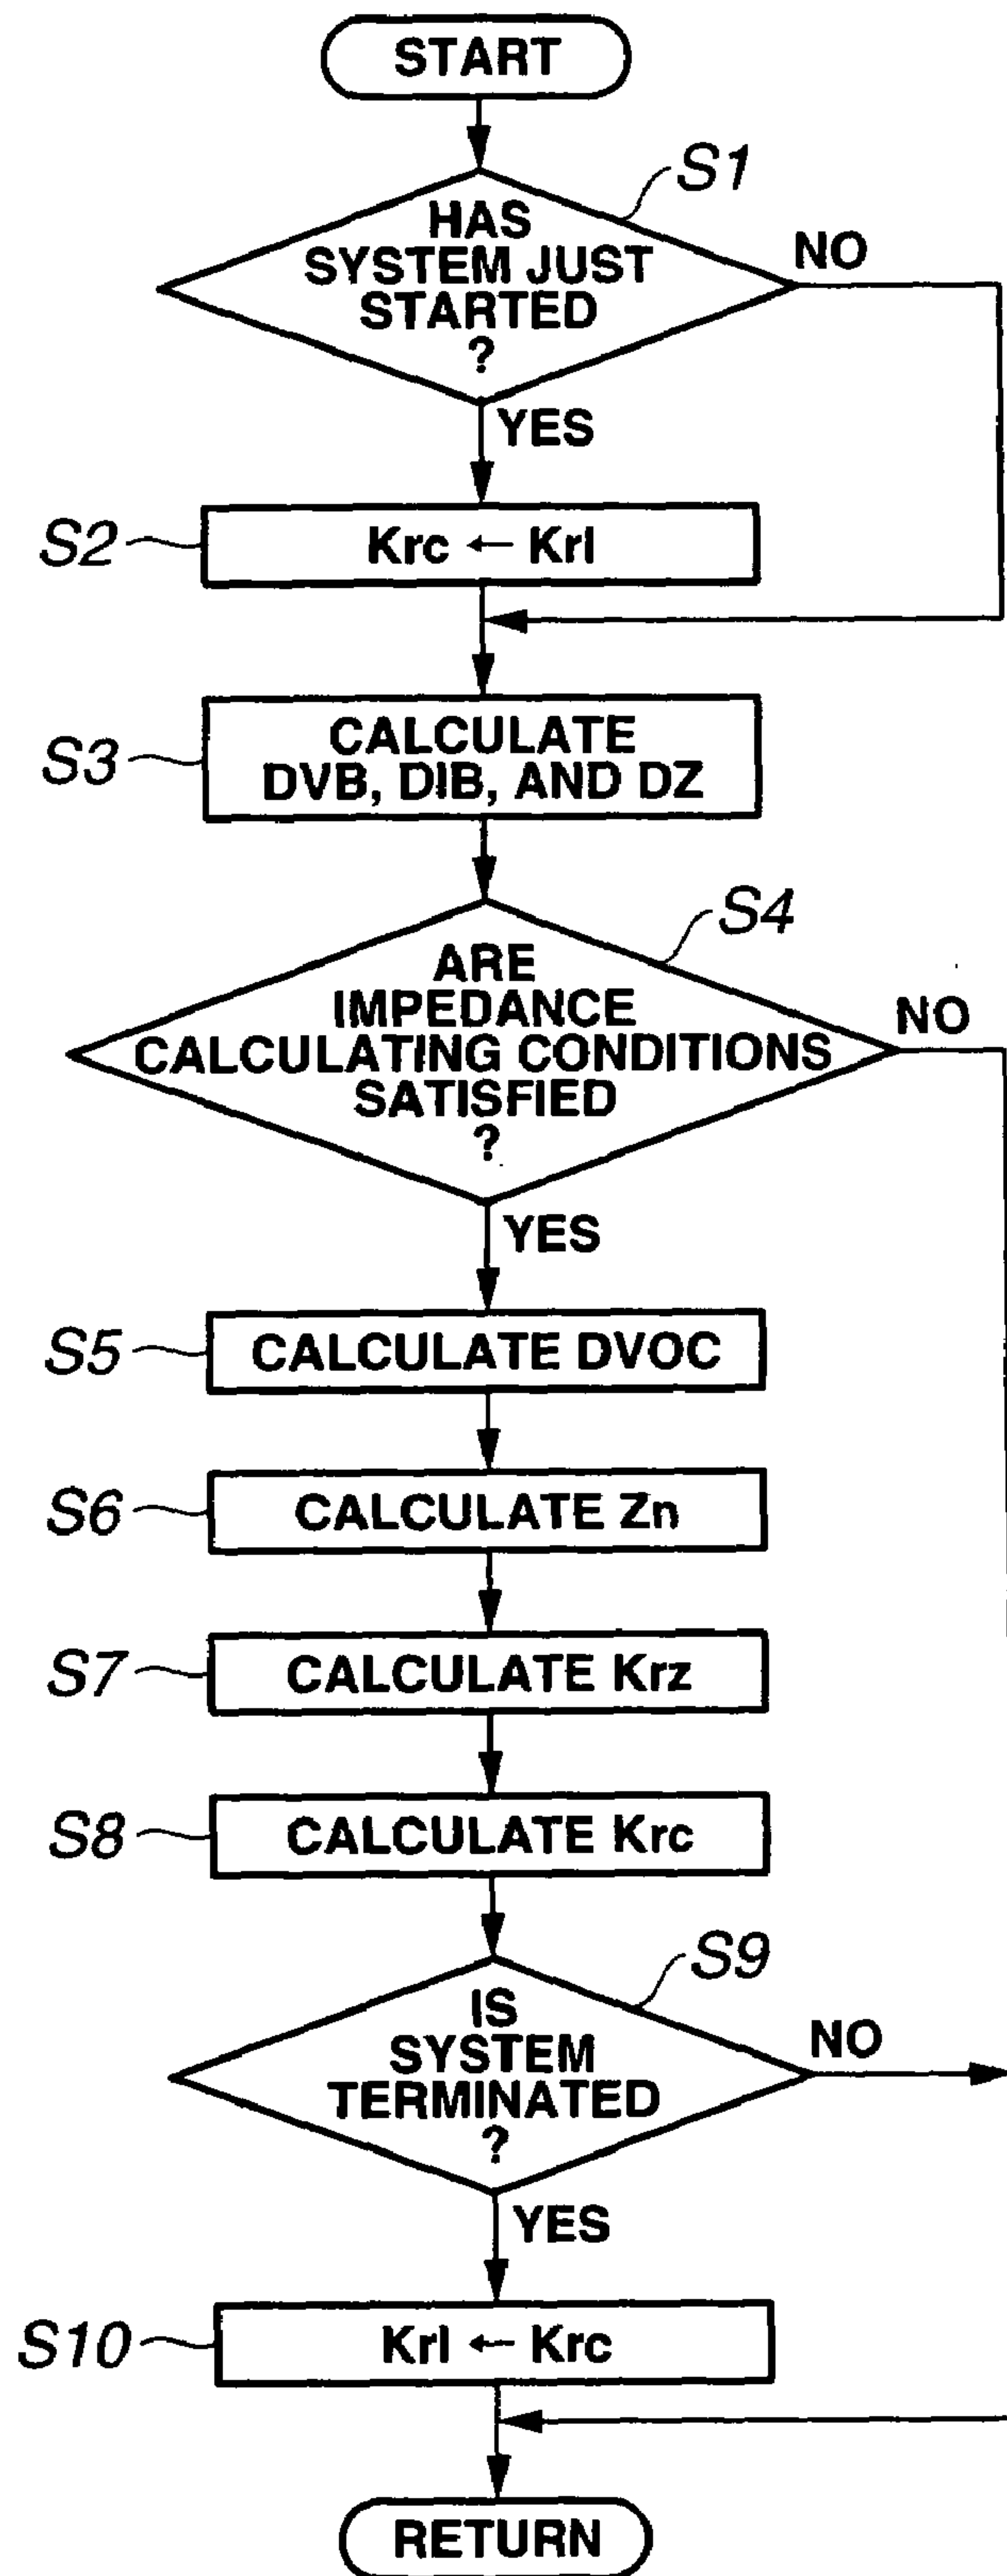 START
S1
HAS
SYSTEM JUST
STARTED
?
NO
YES
S2
Krc ← Krl
S3
CALCULATE
DVB, DIB, AND DZ
S4
ARE
IMPEDANCE
CALCULATING CONDITIONS
SATISFIED
?
NO
YES
S5
CALCULATE DVOC
S6
CALCULATE Zn
S7
CALCULATE Krz
S8
CALCULATE Krc
S9
IS
SYSTEM
TERMINATED
?
NO
YES
S10
Krl ← Krc
RETURN